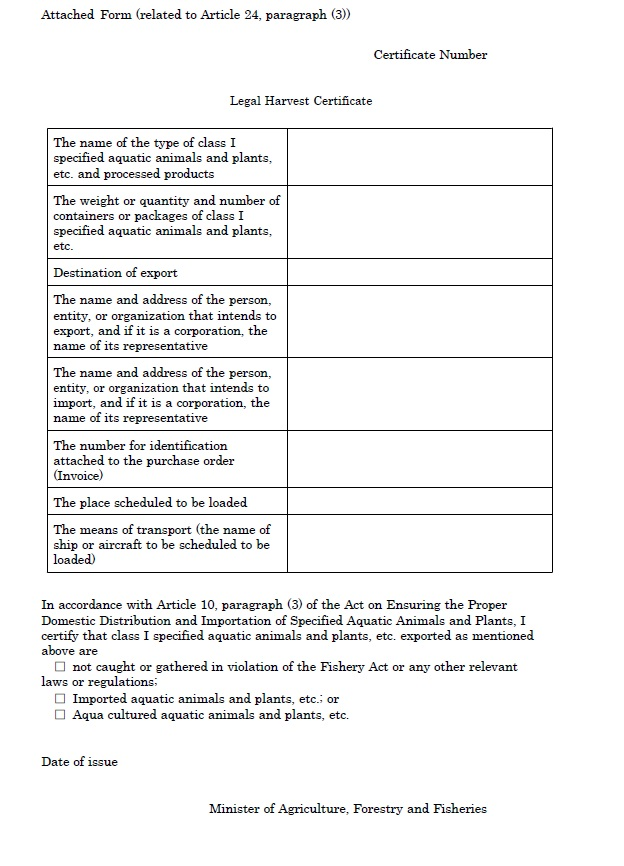 Attached Form (related to Article 24, paragraph (3))
Certificate Number
Legal Harvest Certificate
The name of the type of class I
specified aquatic animals and plants,
etc. and processed products
The weight or quantity and number of
containers or packages of class I
specified aquatic animals and plants,
etc.
Destination of export
The name and address of the person,
entity, or organization that intends to
export, and if it is a corporation, the
name of its representative
The name and address of the person,
entity, or organization that intends to
import, and if it is a corporation, the
name of its representative
The number for identification
attached to the purchase order
(Invoice)
The place scheduled to be loaded
The means of transport (the name of
ship or aircraft to be scheduled to be
loaded)
In accordance with Article 10, paragraph (3) of the Act on Ensuring the Proper
Domestic Distribution and Importation of Specified Aquatic Animals and Plants, I
certify that class I specified aquatic animals and plants, etc. exported as mentioned
above are
☐ not caught or gathered in violation of the Fishery Act or any other relevant
laws or regulations;
☐ Imported aquatic animals and plants, etc.; or
☐ Aqua cultured aquatic animals and plants, etc.
Date of issue
Minister of Agriculture, Forestry and Fisheries